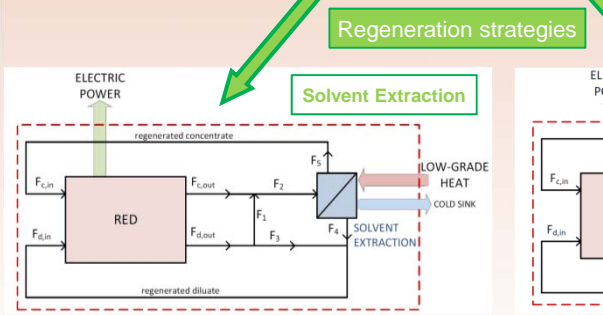 Regeneration strategies
ELECTRIC
POWER
Solvent Extraction
regenerated concentrate
F5
LOW-GRADE
HEAT
Fc,in
Fc,out
F2
COLD SINK
RED
F1
Fd,in
Fd,out
F3
F4
SOLVENT
EXTRACTION
regenerated diluate
EL
PO
Fc,in
Fd,in